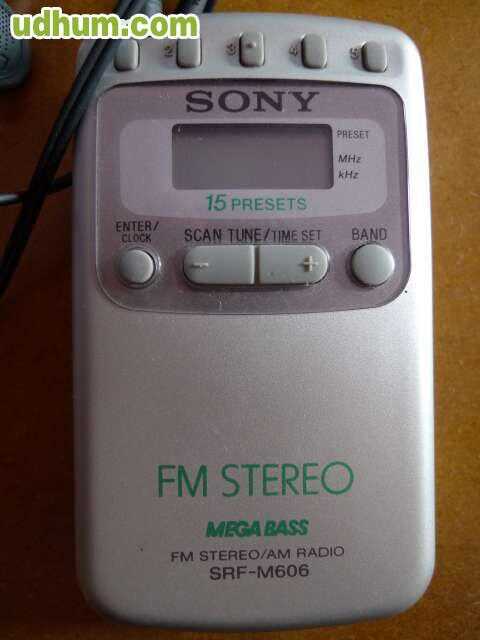 udhum.com
1 2 3 4 5
SONY
PRESET
MHz
kHz
15 PRESETS
ENTER/
CLOCK
SCAN TUNE/TIME SET
BAND
- +
FM STEREO
MEGA BASS
FM STEREO/AM RADIO
SRF-M606